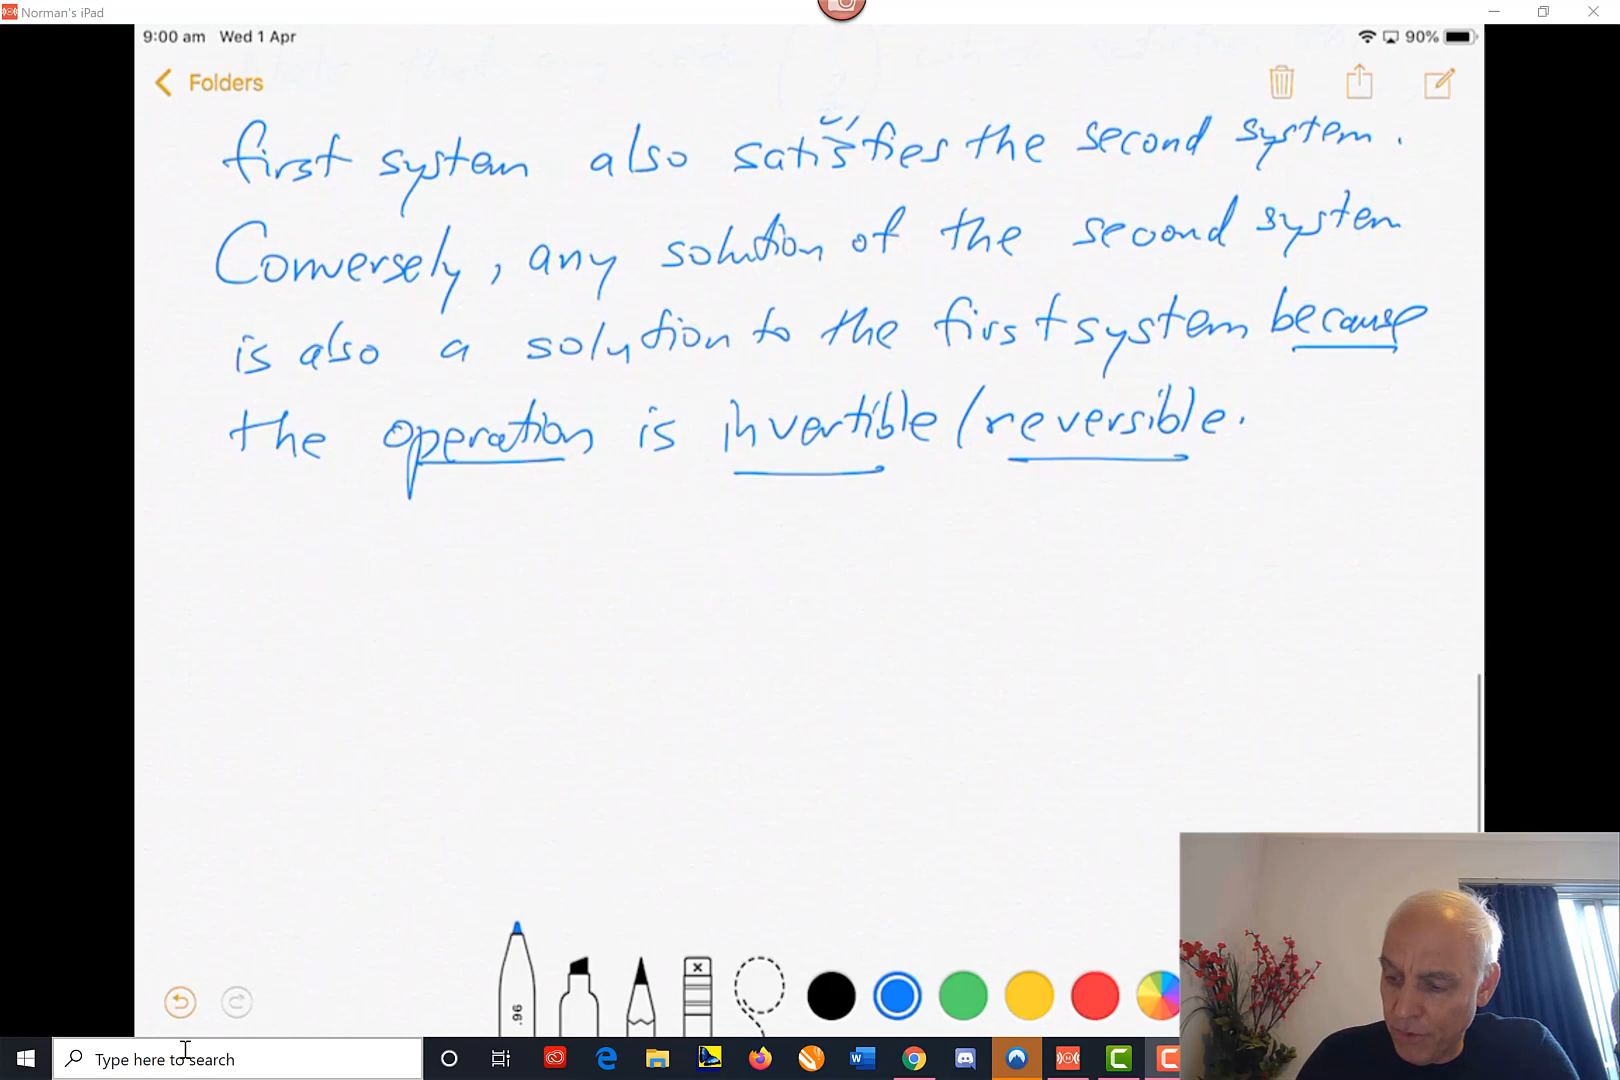 Norman's iPad
9:00 am Wed 1 Apr
90%
Folders
first system also satisfies the second system.
Conversely, any solution of the second system
is also a solution to the first system because
the operation is invertible / reversible.
96.
Type here to search